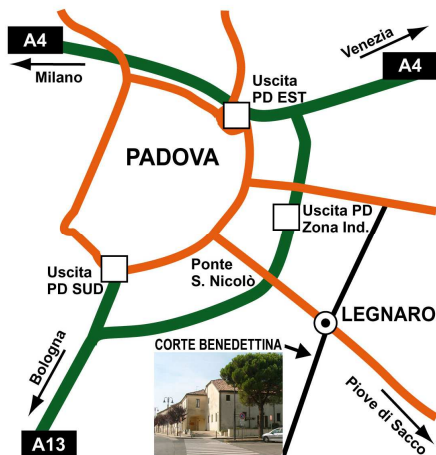 A4
Milano
Venezia
A4
Uscita
PD EST
PADOVA
Uscita PD
Zona Ind.
Uscita
PD SUD
Ponte
S. Nicolò
LEGNARO
CORTE BENEDETTINA
Bologna
Piove di Sacco
A13